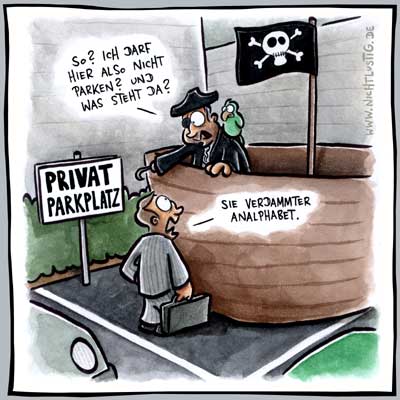 SO? ICH DARF
HIER ALSO NICHT
PARKEN? UND
WAS STEHT DA?
PRIVAT
PARKPLATZ
SIE VERDAMMTER
ANALPHABET.
WWW.NICHTLUSTIG.DE